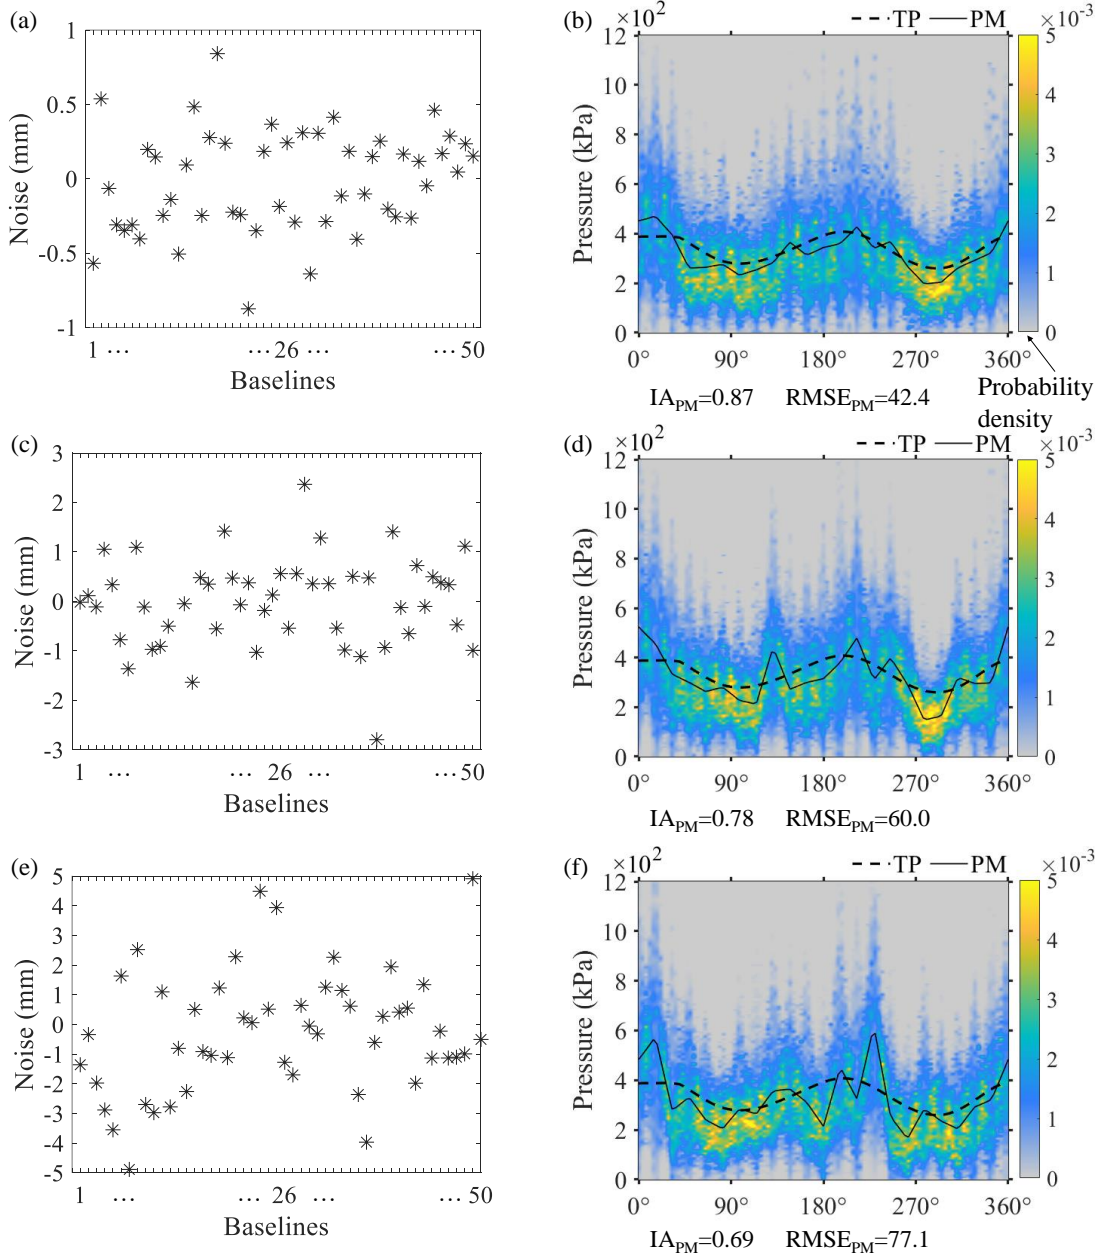 (a)
1
0.5
0
-0.5
-1
Noise (mm)
1 ... ... 26 ... ... 50
Baselines
(b)
×10²
TP PM
×10⁻³
12
10
8
6
4
2
0
Pressure (kPa)
0° 90° 180° 270° 360°
5
4
3
2
1
0
IA_PM=0.87 RMSE_PM=42.4
Probability
density
(c)
3
2
1
0
-1
-2
-3
Noise (mm)
1 ... ... 26 ... ... 50
Baselines
(d)
×10²
TP PM
×10⁻³
12
10
8
6
4
2
0
Pressure (kPa)
0° 90° 180° 270° 360°
5
4
3
2
1
0
IA_PM=0.78 RMSE_PM=60.0
(e)
5
4
3
2
1
0
-1
-2
-3
-4
-5
Noise (mm)
1 ... ... 26 ... ... 50
Baselines
(f)
×10²
TP PM
×10⁻³
12
10
8
6
4
2
0
Pressure (kPa)
0° 90° 180° 270° 360°
5
4
3
2
1
0
IA_PM=0.69 RMSE_PM=77.1